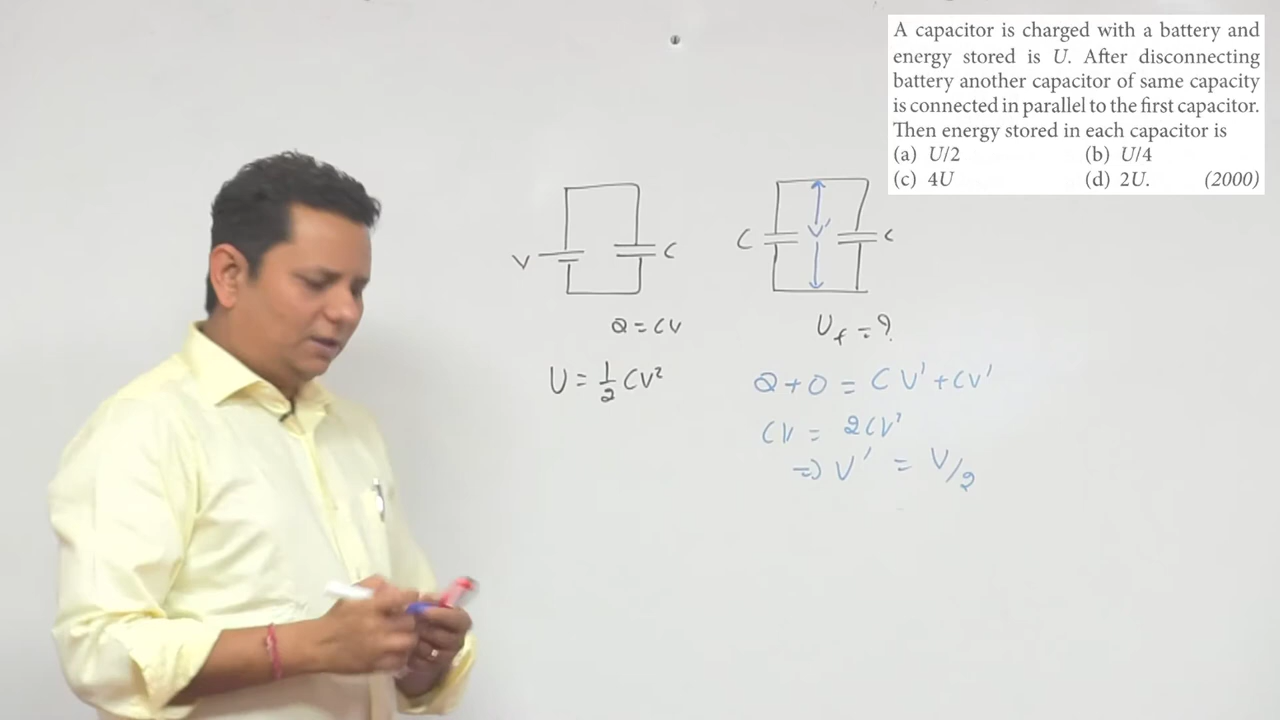 A capacitor is charged with a battery and
energy stored is U. After disconnecting
battery another capacitor of same capacity
is connected in parallel to the first capacitor.
Then energy stored in each capacitor is
(a) U/2 (b) U/4
(c) 4U (d) 2U. (2000)
V C
C V' C
Q = CV
U = 1/2 CV²
U_f = ?
Q + 0 = CV' + CV'
CV = 2CV'
⇒ V' = V/2